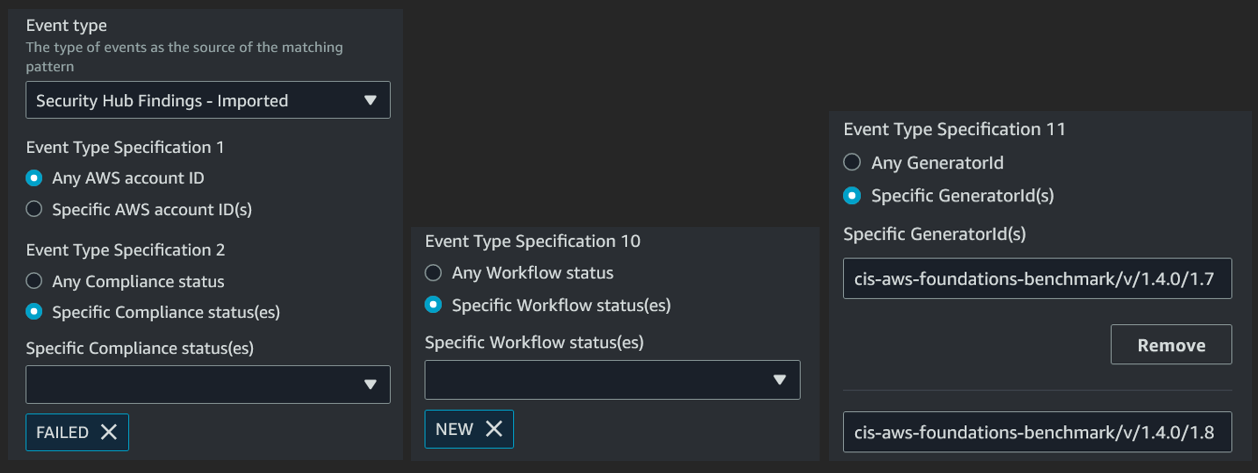 Event type
The type of events as the source of the matching
pattern
Security Hub Findings - Imported
Event Type Specification 1
Any AWS account ID
Specific AWS account ID(s)
Event Type Specification 2
Any Compliance status
Specific Compliance status(es)
Specific Compliance status(es)
FAILED
Event Type Specification 10
Any Workflow status
Specific Workflow status(es)
Specific Workflow status(es)
NEW
Event Type Specification 11
Any GeneratorId
Specific GeneratorId(s)
Specific GeneratorId(s)
cis-aws-foundations-benchmark/v/1.4.0/1.7
Remove
cis-aws-foundations-benchmark/v/1.4.0/1.8